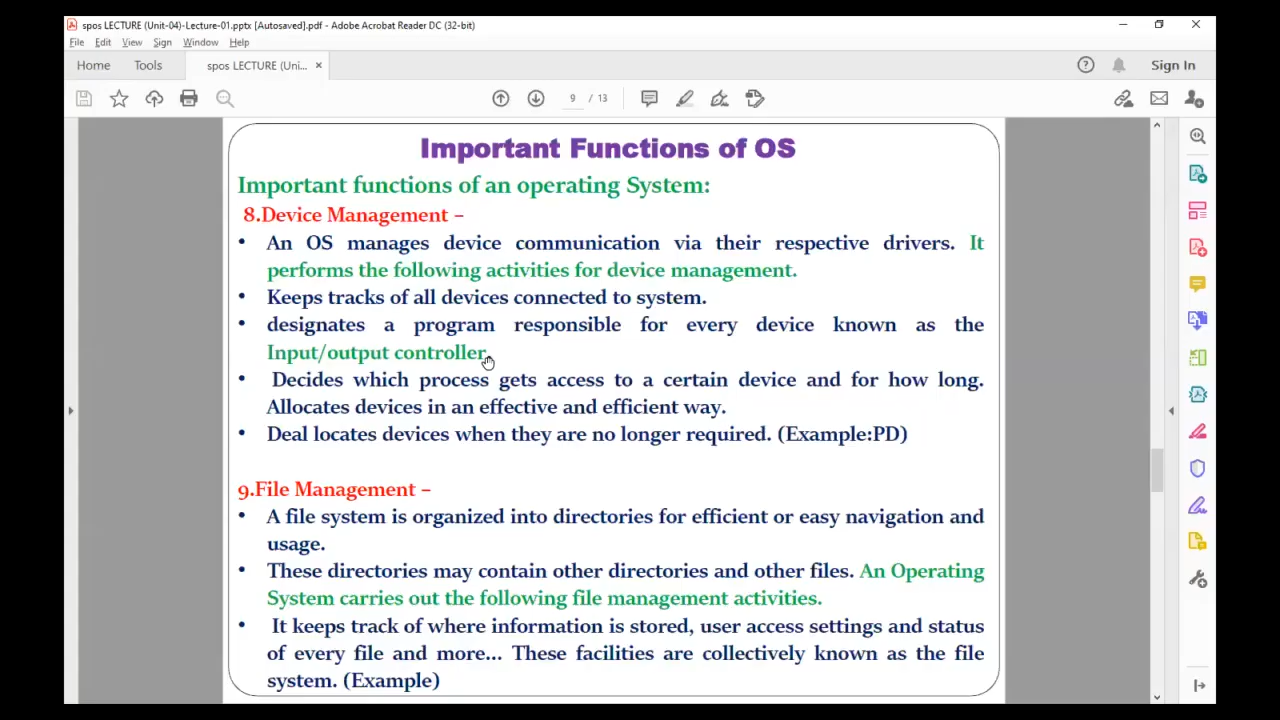 spos LECTURE (Unit-04)-Lecture-01.pptx [Autosaved].pdf - Adobe Acrobat Reader DC (32-bit)
File Edit View Sign Window Help
Home Tools spos LECTURE (Uni... × Sign In
9 / 13
Important Functions of OS
Important functions of an operating System:
8.Device Management –
• An OS manages device communication via their respective drivers. It
performs the following activities for device management.
• Keeps tracks of all devices connected to system.
• designates a program responsible for every device known as the
Input/output controller.
• Decides which process gets access to a certain device and for how long.
Allocates devices in an effective and efficient way.
• Deal locates devices when they are no longer required. (Example:PD)
9.File Management –
• A file system is organized into directories for efficient or easy navigation and
usage.
• These directories may contain other directories and other files. An Operating
System carries out the following file management activities.
• It keeps track of where information is stored, user access settings and status
of every file and more... These facilities are collectively known as the file
system. (Example)